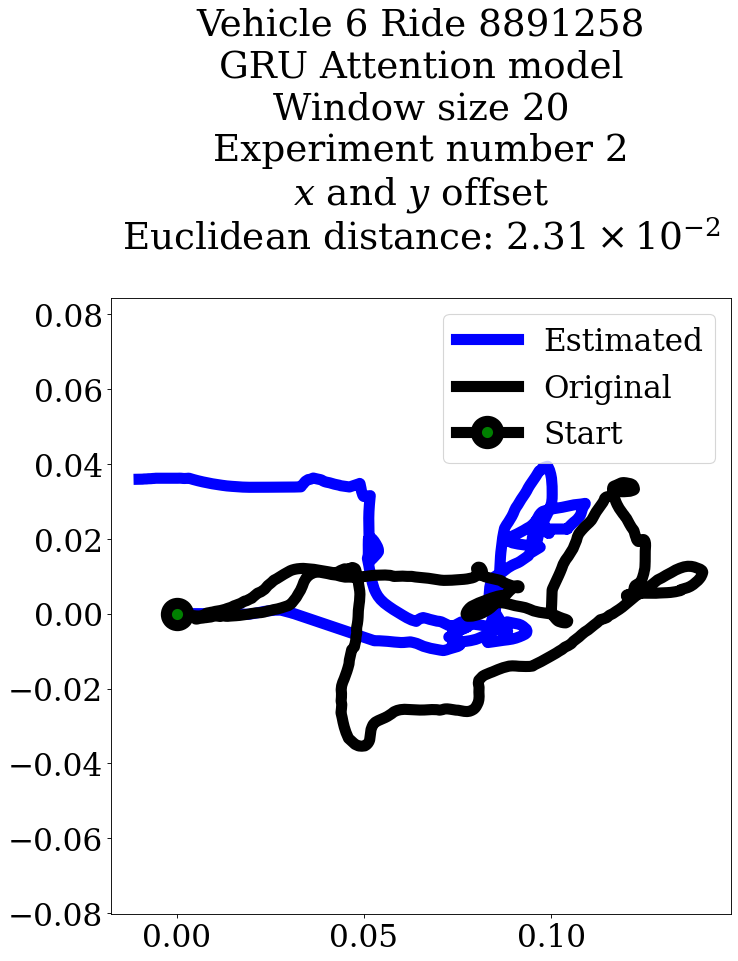 Vehicle 6 Ride 8891258
GRU Attention model
Window size 20
Experiment number 2
x and y offset
Euclidean distance: 2.31 × 10⁻²
Estimated
Original
Start
0.08
0.06
0.04
0.02
0.00
−0.02
−0.04
−0.06
−0.08
0.00 0.05 0.10